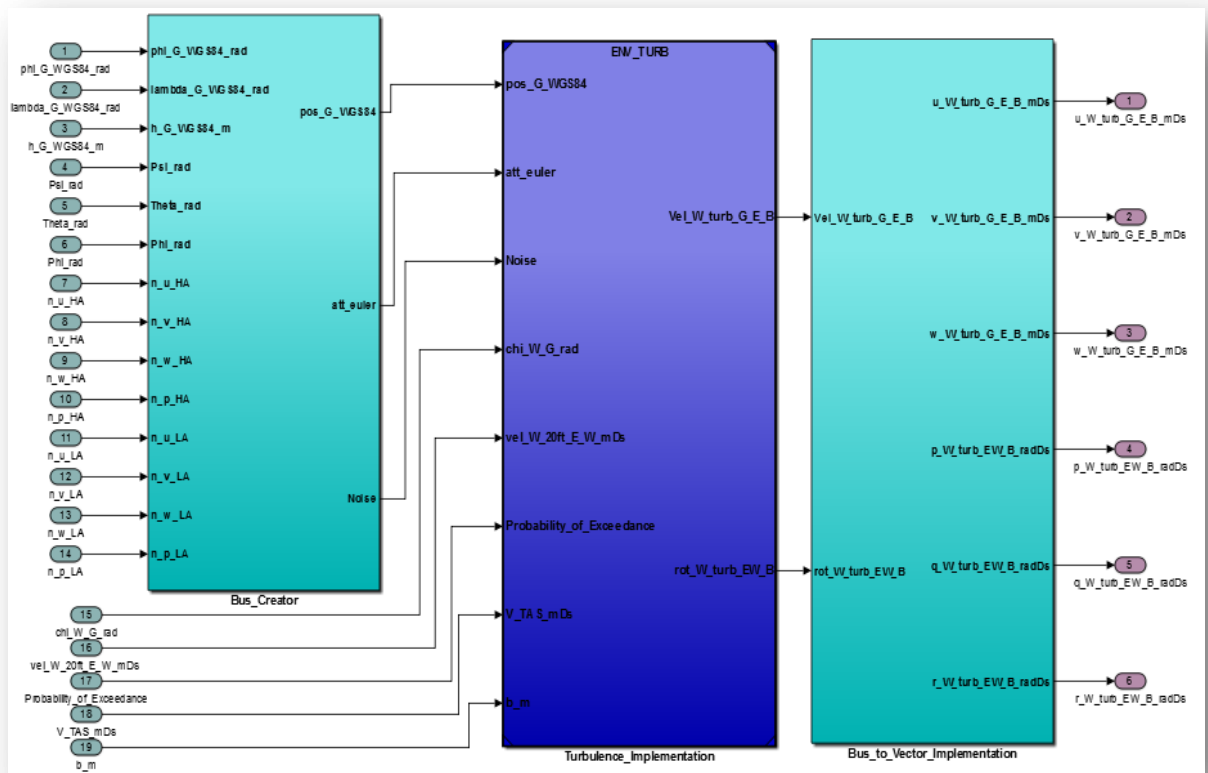 1
phi_G_WGS84_rad
2
lambda_G_WGS84_rad
3
h_G_WGS84_m
4
Psi_rad
5
Theta_rad
6
Phi_rad
7
n_u_HA
8
n_v_HA
9
n_w_HA
10
n_p_HA
11
n_u_LA
12
n_v_LA
13
n_w_LA
14
n_p_LA
15
chi_W_G_rad
16
vel_W_20ft_E_W_mDs
17
Probability_of_Exceedance
18
V_TAS_mDs
19
b_m
phi_G_WGS84_rad
lambda_G_WGS84_rad
h_G_WGS84_m
Psi_rad
Theta_rad
Phi_rad
n_u_HA
n_v_HA
n_w_HA
n_p_HA
n_u_LA
n_v_LA
n_w_LA
n_p_LA
pos_G_WGS84
att_euler
Noise
Bus_Creator
ENV_TURB
pos_G_WGS84
att_euler
Noise
chi_W_G_rad
vel_W_20ft_E_W_mDs
Probability_of_Exceedance
V_TAS_mDs
b_m
Vel_W_turb_G_E_B
rot_W_turb_EW_B
Turbulence_Implementation
Vel_W_turb_G_E_B
rot_W_turb_EW_B
u_W_turb_G_E_B_mDs
v_W_turb_G_E_B_mDs
w_W_turb_G_E_B_mDs
p_W_turb_EW_B_radDs
q_W_turb_EW_B_radDs
r_W_turb_EW_B_radDs
Bus_to_Vector_Implementation
1
u_W_turb_G_E_B_mDs
2
v_W_turb_G_E_B_mDs
3
w_W_turb_G_E_B_mDs
4
p_W_turb_EW_B_radDs
5
q_W_turb_EW_B_radDs
6
r_W_turb_EW_B_radDs